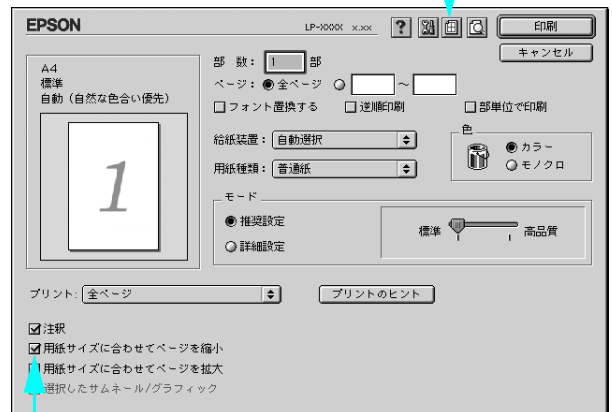 EPSON
LP-XXXX x.xx
印刷
キャンセル
A4
標準
自動（自然な色合い優先）
1
部 数： 1 部
ページ： 全ページ ～
フォント置換する 逆順印刷 部単位で印刷
給紙装置： 自動選択
用紙種類： 普通紙
色
カラー
モノクロ
モード
推奨設定
詳細設定
標準 高品質
プリント: 全ページ
プリントのヒント
注釈
用紙サイズに合わせてページを縮小
用紙サイズに合わせてページを拡大
選択したサムネール/グラフィック